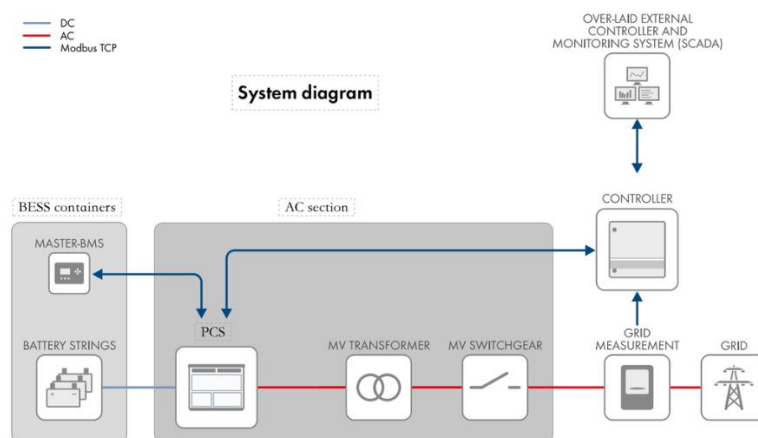 DC
AC
Modbus TCP
System diagram
OVER-LAID EXTERNAL
CONTROLLER AND
MONITORING SYSTEM (SCADA)
BESS containers
AC section
CONTROLLER
MASTER-BMS
PCS
BATTERY STRINGS
MV TRANSFORMER
MV SWITCHGEAR
GRID
MEASUREMENT
GRID